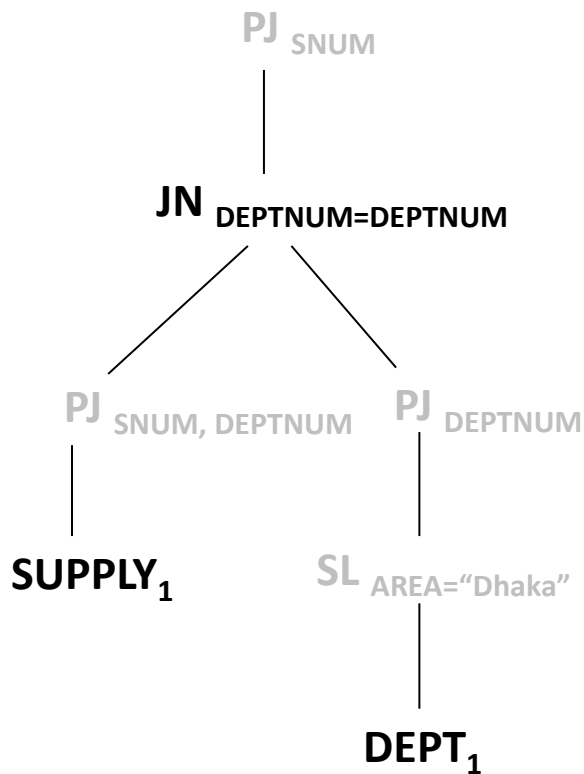 PJ SNUM
JN DEPTNUM=DEPTNUM
PJ SNUM, DEPTNUM
PJ DEPTNUM
SUPPLY1
SL AREA=“Dhaka”
DEPT1